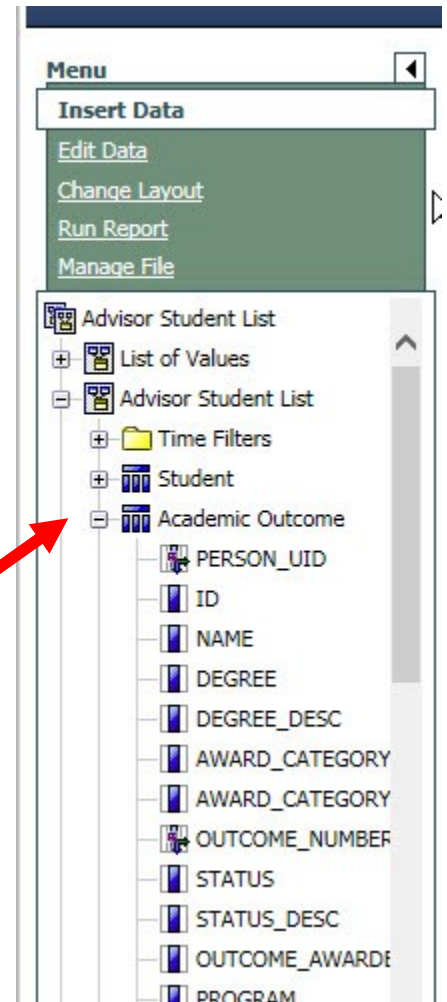 Menu
Insert Data
Edit Data
Change Layout
Run Report
Manage File
Advisor Student List
List of Values
Advisor Student List
Time Filters
Student
Academic Outcome
PERSON_UID
ID
NAME
DEGREE
DEGREE_DESC
AWARD_CATEGORY
AWARD_CATEGORY
OUTCOME_NUMBER
STATUS
STATUS_DESC
OUTCOME_AWARDE
PROGRAM